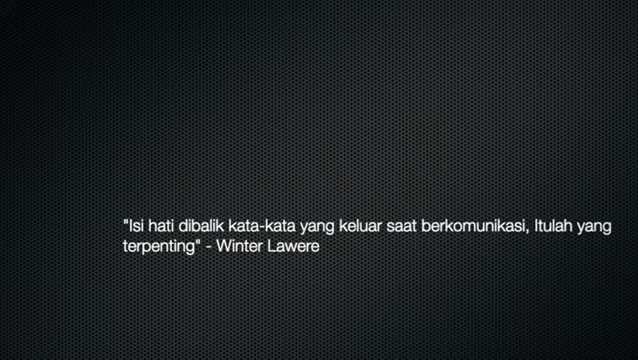 "Isi hati dibalik kata-kata yang keluar saat berkomunikasi, Itulah yang
terpenting" - Winter Lawere